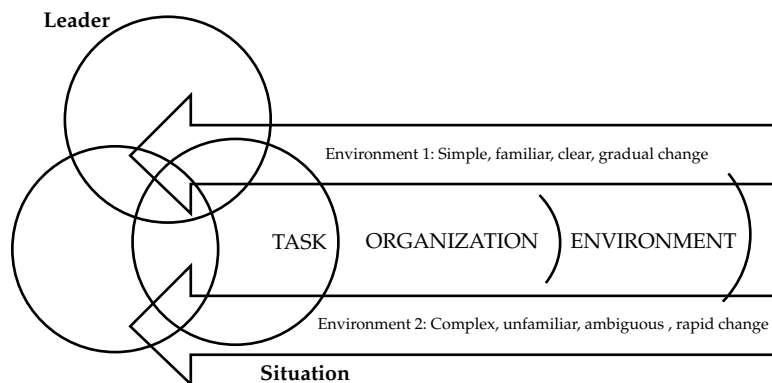 Leader
Environment 1: Simple, familiar, clear, gradual change
TASK ORGANIZATION ENVIRONMENT
Environment 2: Complex, unfamiliar, ambiguous , rapid change
Situation